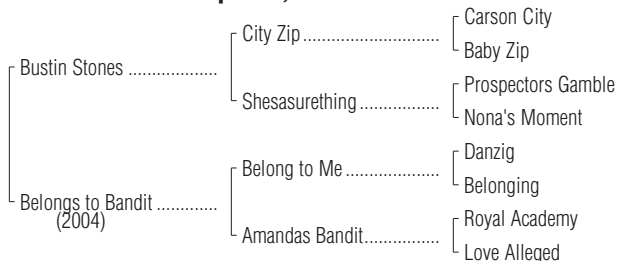 City Zip
Carson City
Baby Zip
Bustin Stones
Shesasurething
Prospectors Gamble
Nona's Moment
Belong to Me
Danzig
Belonging
Belongs to Bandit
(2004)
Amandas Bandit
Royal Academy
Love Alleged